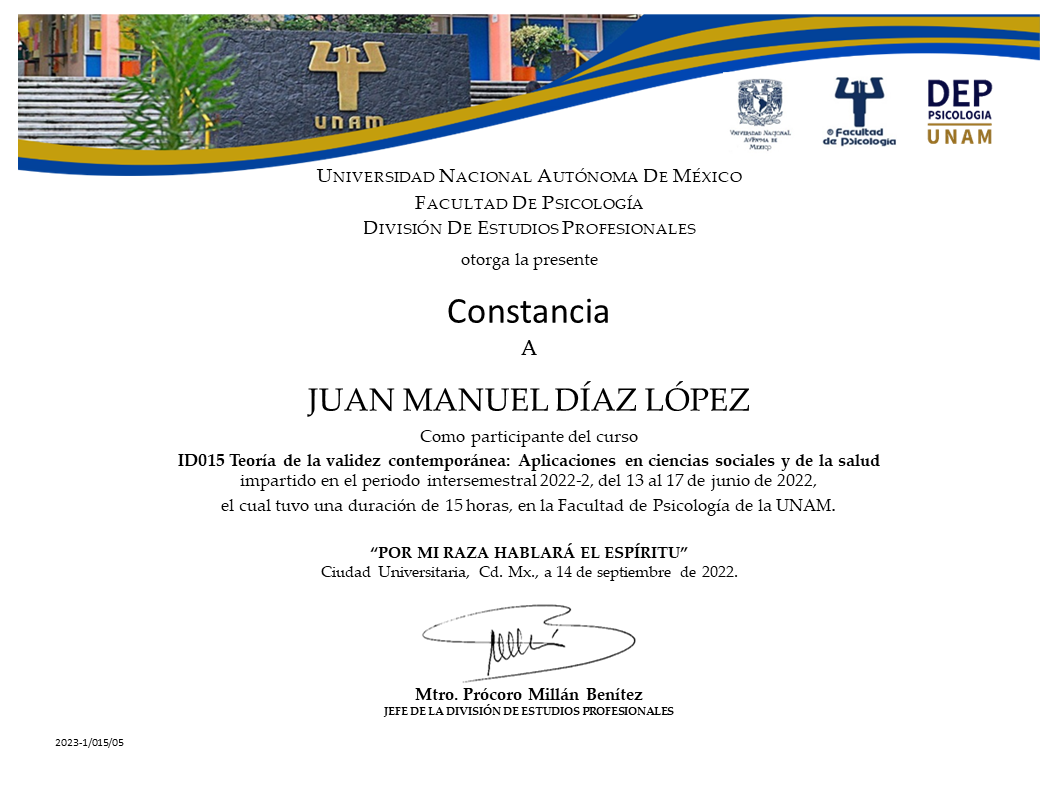 UNAM
UNIVERSIDAD NACIONAL
AVTÓNOMA DE
MEXICO
® Facultad
de Psicología
DEP
PSICOLOGIA
UNAM
UNIVERSIDAD NACIONAL AUTÓNOMA DE MÉXICO
FACULTAD DE PSICOLOGÍA
DIVISIÓN DE ESTUDIOS PROFESIONALES
otorga la presente
Constancia
A
JUAN MANUEL DÍAZ LÓPEZ
Como participante del curso
ID015 Teoría de la validez contemporánea: Aplicaciones en ciencias sociales y de la salud
impartido en el periodo intersemestral 2022-2, del 13 al 17 de junio de 2022,
el cual tuvo una duración de 15 horas, en la Facultad de Psicología de la UNAM.
“POR MI RAZA HABLARÁ EL ESPÍRITU”
Ciudad Universitaria, Cd. Mx., a 14 de septiembre de 2022.
Mtro. Prócoro Millán Benítez
JEFE DE LA DIVISIÓN DE ESTUDIOS PROFESIONALES
2023-1/015/05